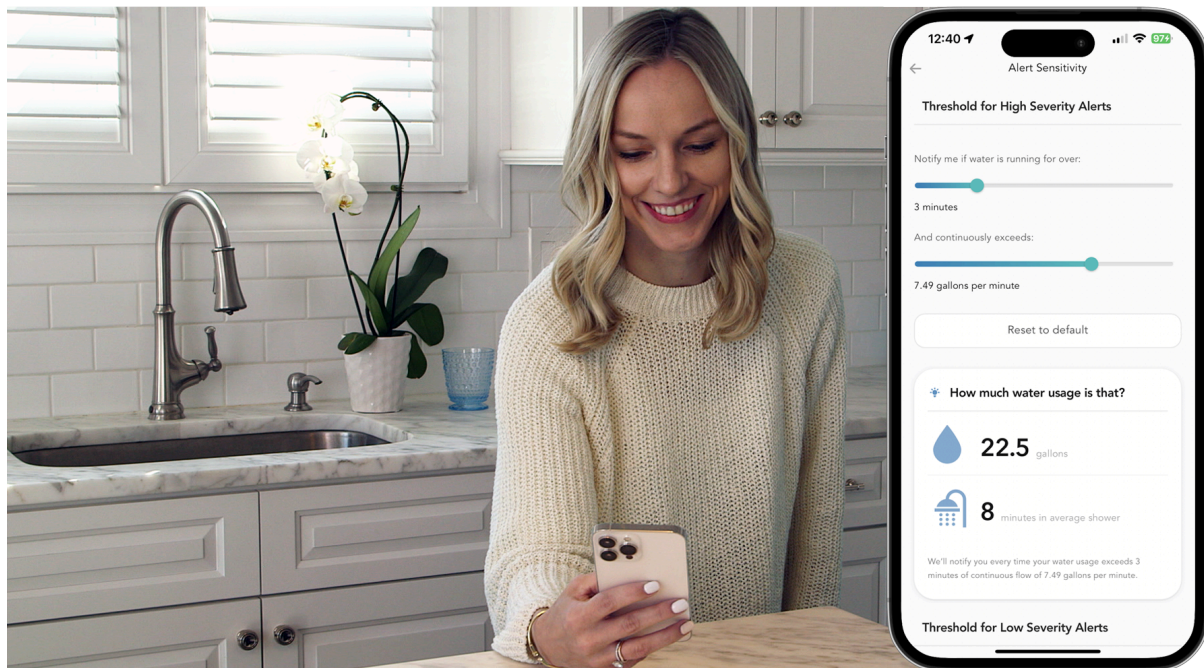 12:40
97
Alert Sensitivity
Threshold for High Severity Alerts
Notify me if water is running for over:
3 minutes
And continuously exceeds:
7.49 gallons per minute
Reset to default
How much water usage is that?
22.5 gallons
8 minutes in average shower
We'll notify you every time your water usage exceeds 3
minutes of continuous flow of 7.49 gallons per minute.
Threshold for Low Severity Alerts